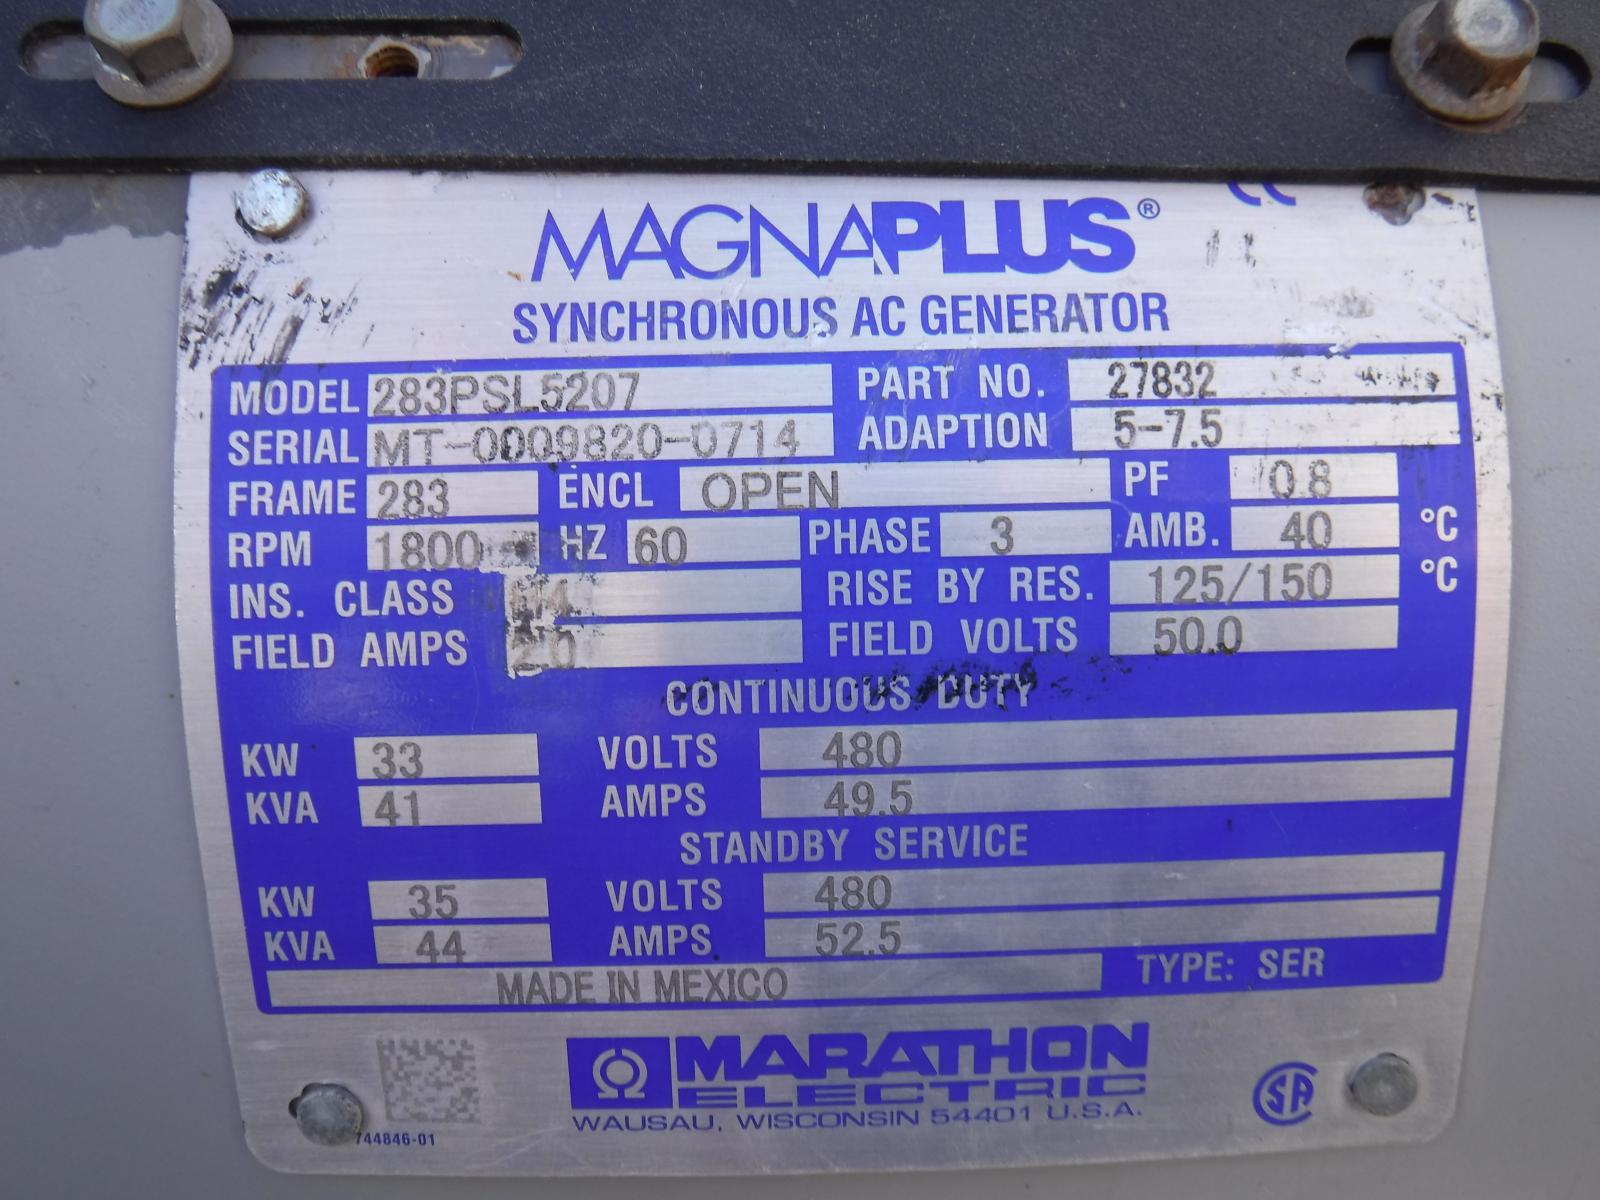 MAGNAPLUS®
SYNCHRONOUS AC GENERATOR
MODEL 283PSL5207 PART NO. 27832
SERIAL MT-0009820-0714 ADAPTION 5-7.5
FRAME 283 ENCL OPEN PF 0.8
RPM 1800 HZ 60 PHASE 3 AMB. 40 °C
INS. CLASS RISE BY RES. 125/150 °C
FIELD AMPS 2.0 FIELD VOLTS 50.0
CONTINUOUS DUTY
KW 33 VOLTS 480
KVA 41 AMPS 49.5
STANDBY SERVICE
KW 35 VOLTS 480
KVA 44 AMPS 52.5
MADE IN MEXICO TYPE: SER
MARATHON
ELECTRIC
WAUSAU, WISCONSIN 54401 U.S.A.
SA
744846-01